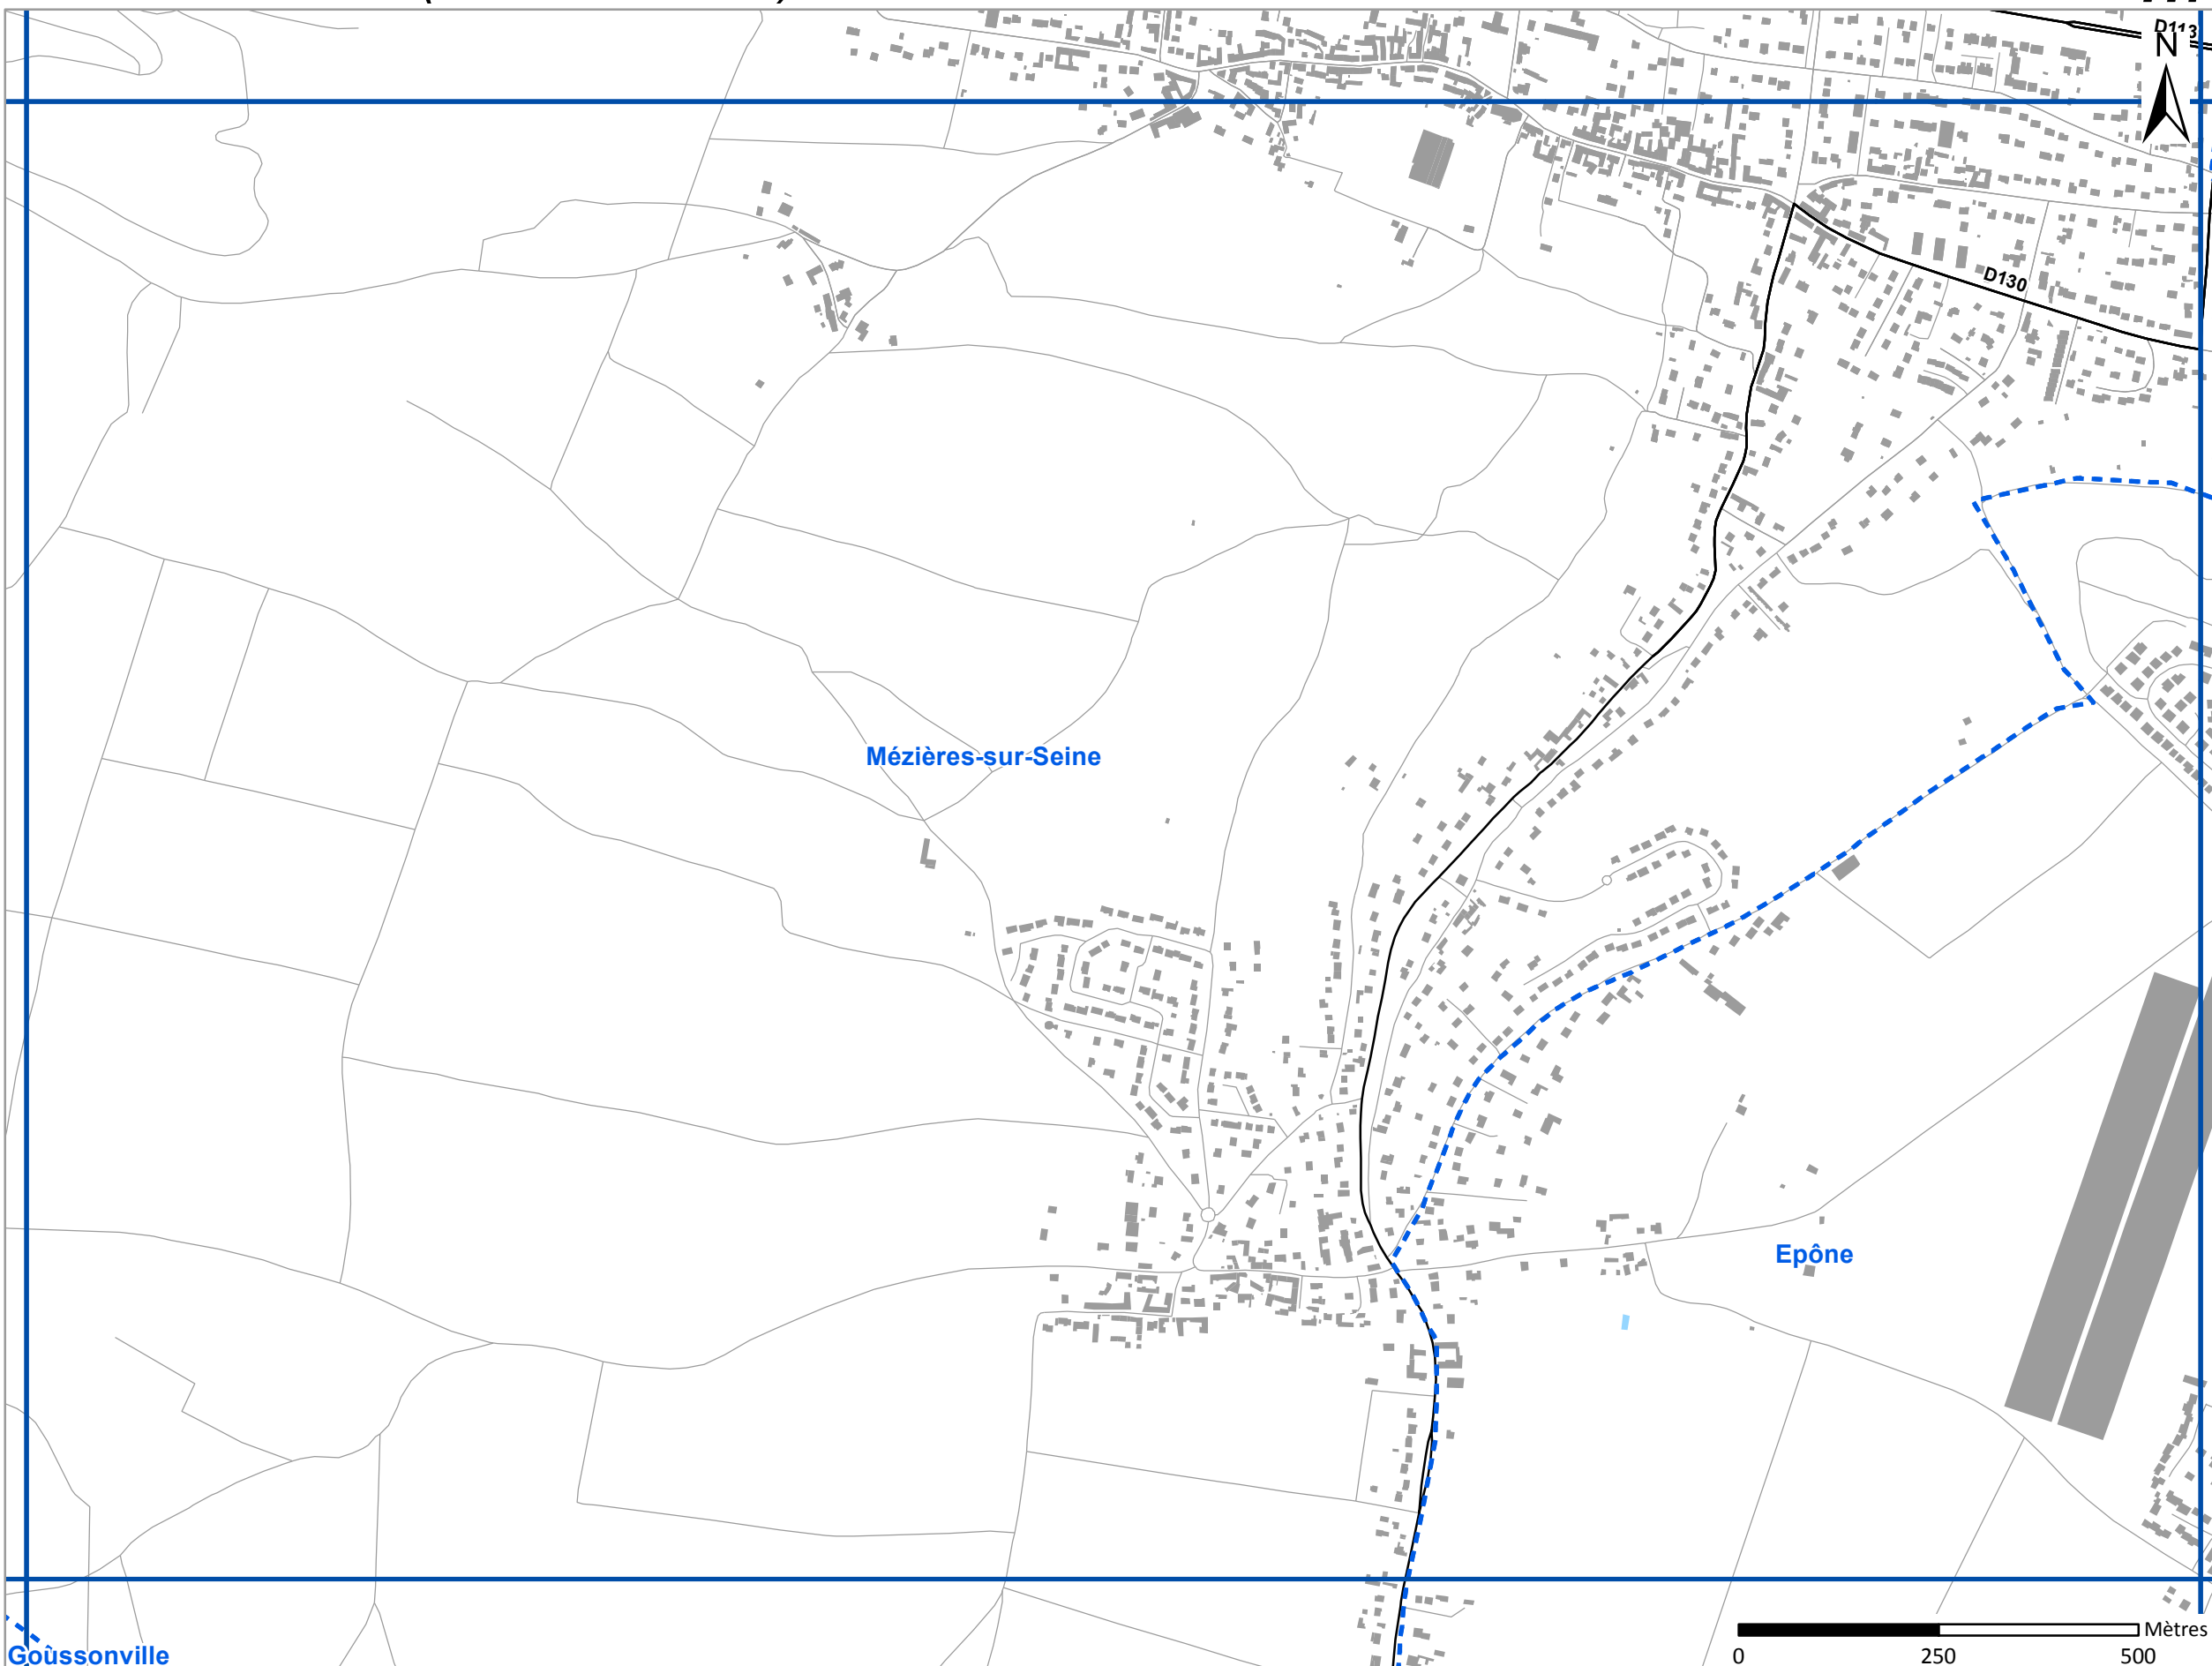 D113
N
D130
Mézières-sur-Seine
Epône
Goussonville
Mètres
0 250 500